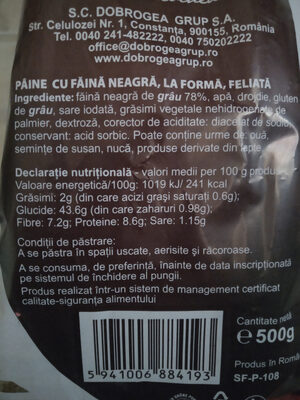 S.C. DOBROGEA GRUP S.A.
Str. Celulozei Nr. 1, Constanta, 900155, România
Tel. 0040 241-482222, 0040 750202222
office@dobrogeagrup.ro
www.dobrogeagrup.ro
PÂINE CU FĂINĂ NEAGRĂ, LA FORMĂ, FELIATĂ
Ingrediente: făină neagră de grâu 78%, apă, drojdie, gluten
de grâu, sare iodată, grăsimi vegetale nehidrogenate de
palmier, dextroză, corector de aciditate: diacetat de sodiu,
conservant: acid sorbic. Poate conține urme de ouă,
semințe de susan, nucă, produse derivate din lapte.
Declarație nutrițională - valori medii per 100 g produs
Valoare energetică/100g: 1019 kJ/ 241 kcal
Grăsimi: 2g (din care acizi grași saturați 0.6g);
Glucide: 43.6g (din care zaharuri 0.98g);
Fibre: 7.2g; Proteine: 8.6g; Sare: 1.15g
Condiții de păstrare:
A se păstra în spații uscate, aerisite și răcoroase.
A se consuma, de preferință, înainte de data inscripționată
pe sistemul de închidere al pungii.
Produs realizat într-un sistem de management certificat
calitate-siguranța alimentului
Cantitate netă
e 500g
5 941006 884193
Produs în Rom
SF-P-108